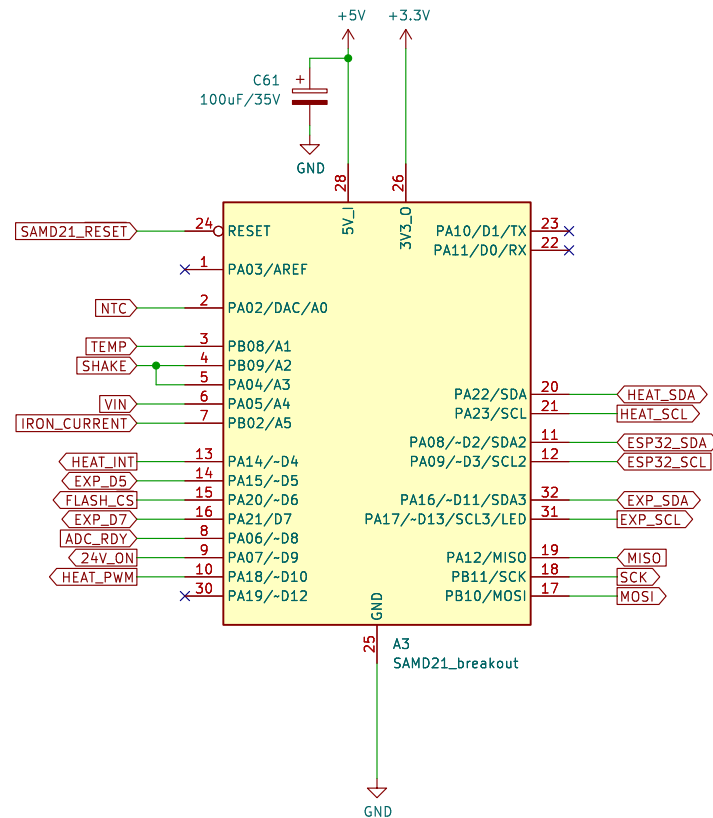 +5V
+3.3V
C61
+
100uF/35V
GND
28
26
5V_I
3V3_O
SAMD21_RESET 24 RESET
PA10/D1/TX 23
PA11/D0/RX 22
1 PA03/AREF
NTC 2 PA02/DAC/A0
TEMP 3 PB08/A1
SHAKE 4 PB09/A2
5 PA04/A3
VIN 6 PA05/A4
IRON_CURRENT 7 PB02/A5
PA22/SDA 20 HEAT_SDA
PA23/SCL 21 HEAT_SCL
PA08/~D2/SDA2 11 ESP32_SDA
PA09/~D3/SCL2 12 ESP32_SCL
HEAT_INT 13 PA14/~D4
EXP_D5 14 PA15/~D5
FLASH_CS 15 PA20/~D6
EXP_D7 16 PA21/D7
ADC_RDY 8 PA06/~D8
24V_ON 9 PA07/~D9
HEAT_PWM 10 PA18/~D10
30 PA19/~D12
PA16/~D11/SDA3 32 EXP_SDA
PA17/~D13/SCL3/LED 31 EXP_SCL
PA12/MISO 19 MISO
PB11/SCK 18 SCK
PB10/MOSI 17 MOSI
GND
25
A3
SAMD21_breakout
GND